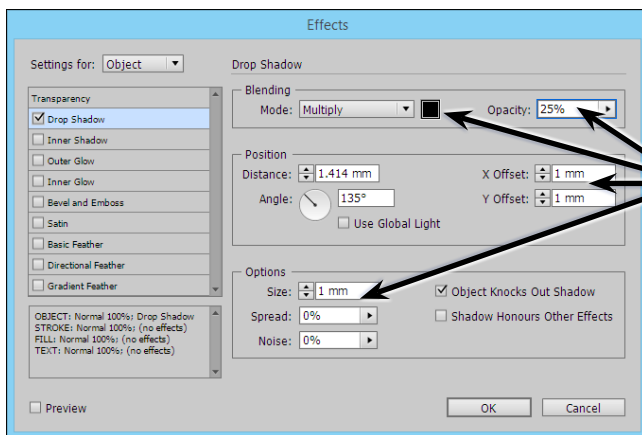 Effects
Settings for: Object
Drop Shadow
Transparency
Drop Shadow
Inner Shadow
Outer Glow
Inner Glow
Bevel and Emboss
Satin
Basic Feather
Directional Feather
Gradient Feather
OBJECT: Normal 100%; Drop Shadow
STROKE: Normal 100%; (no effects)
FILL: Normal 100%; (no effects)
TEXT: Normal 100%; (no effects)
Preview
Blending
Mode: Multiply Opacity: 25%
Position
Distance: 1.414 mm X Offset: 1 mm
Angle: 135° Y Offset: 1 mm
Use Global Light
Options
Size: 1 mm Object Knocks Out Shadow
Spread: 0% Shadow Honours Other Effects
Noise: 0%
OK Cancel